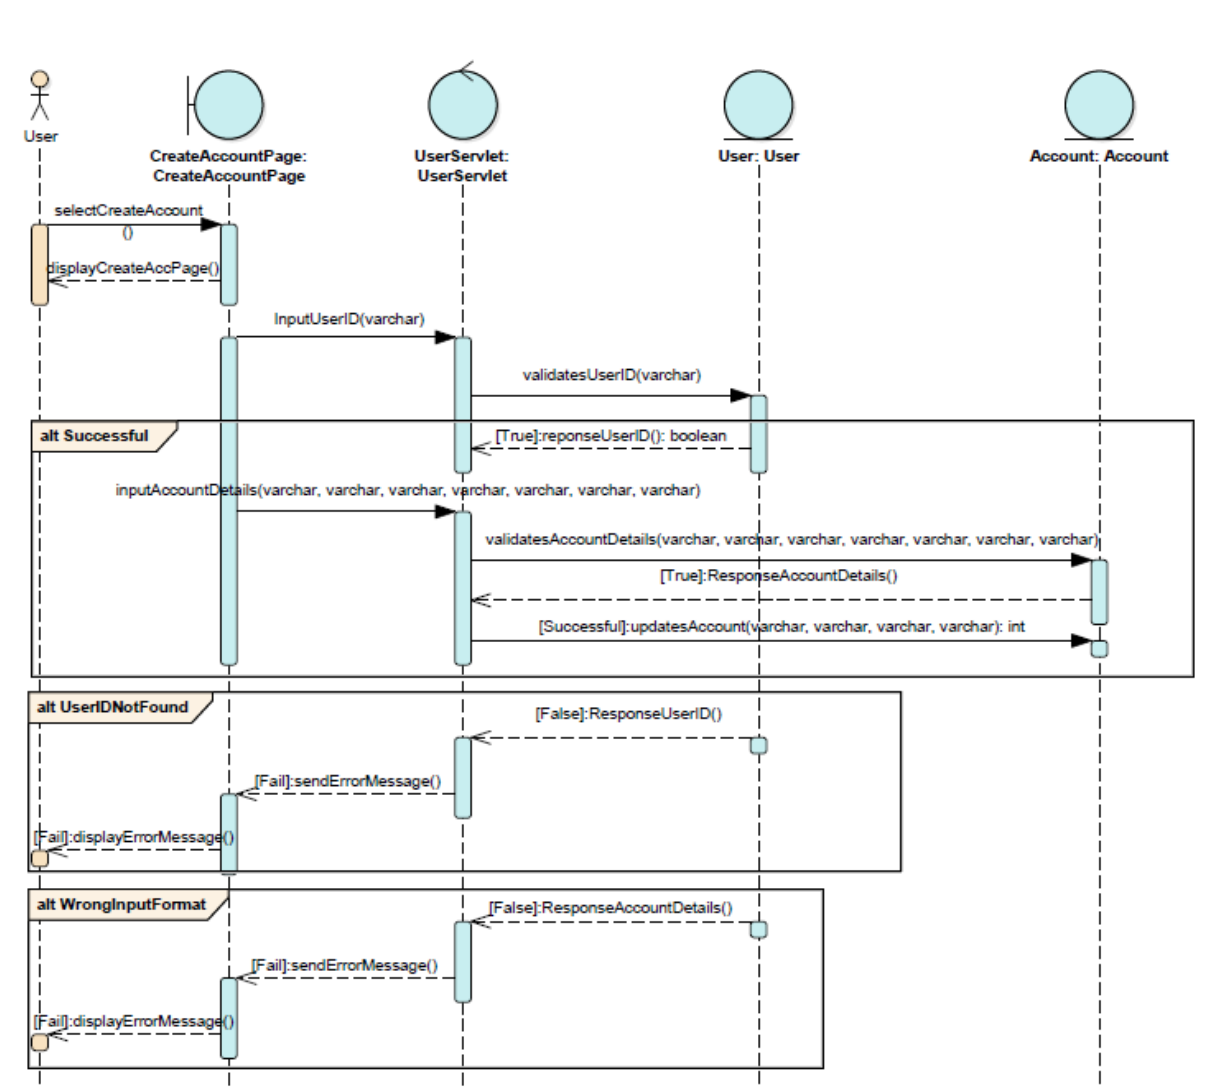 User
CreateAccountPage:
CreateAccountPage
UserServlet:
UserServlet
User: User
Account: Account
selectCreateAccount
()
displayCreateAccPage()
InputUserID(varchar)
validatesUserID(varchar)
alt Successful
[True]:reponseUserID(): boolean
inputAccountDetails(varchar, varchar, varchar, varchar, varchar, varchar, varchar)
validatesAccountDetails(varchar, varchar, varchar, varchar, varchar, varchar, varchar)
[True]:ResponseAccountDetails()
[Successful]:updatesAccount(varchar, varchar, varchar, varchar): int
alt UserIDNotFound
[False]:ResponseUserID()
[Fail]:sendErrorMessage()
[Fail]:displayErrorMessage()
alt WrongInputFormat
[False]:ResponseAccountDetails()
[Fail]:sendErrorMessage()
[Fail]:displayErrorMessage()